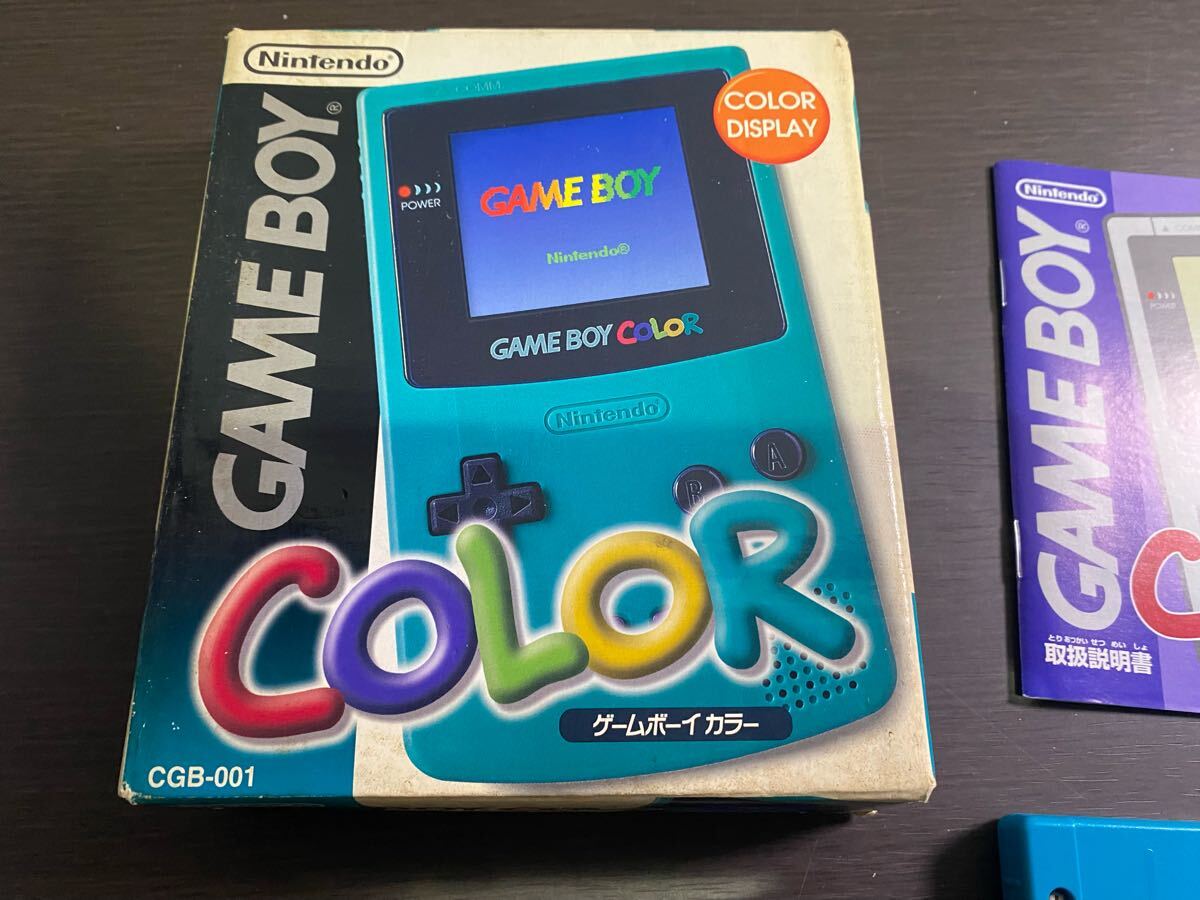 Nintendo
GAME BOY®
COMM
COLOR
DISPLAY
POWER
GAME BOY
Nintendo®
GAME BOY COLOR
Nintendo
A
B
COLOR
ゲームボーイ カラー
CGB-001
Nintendo
GAME BOY®
POWER
C
とり あつかい せつ めい しょ
取扱説明書